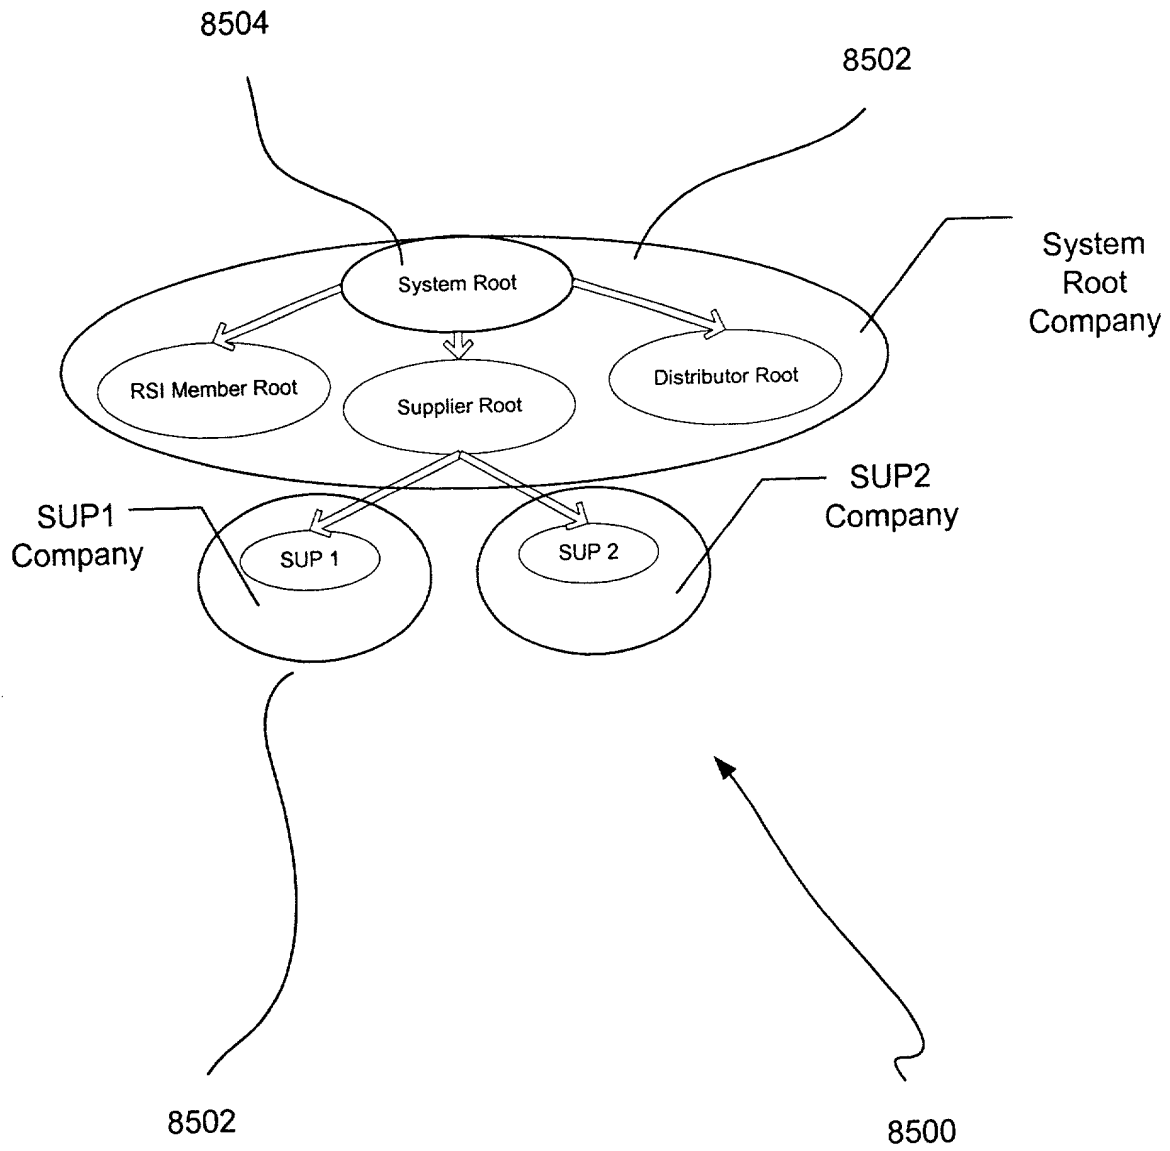 8504
8502
System Root
System
Root
Company
RSI Member Root
Supplier Root
Distributor Root
SUP1
Company
SUP2
Company
SUP 1
SUP 2
8502
8500